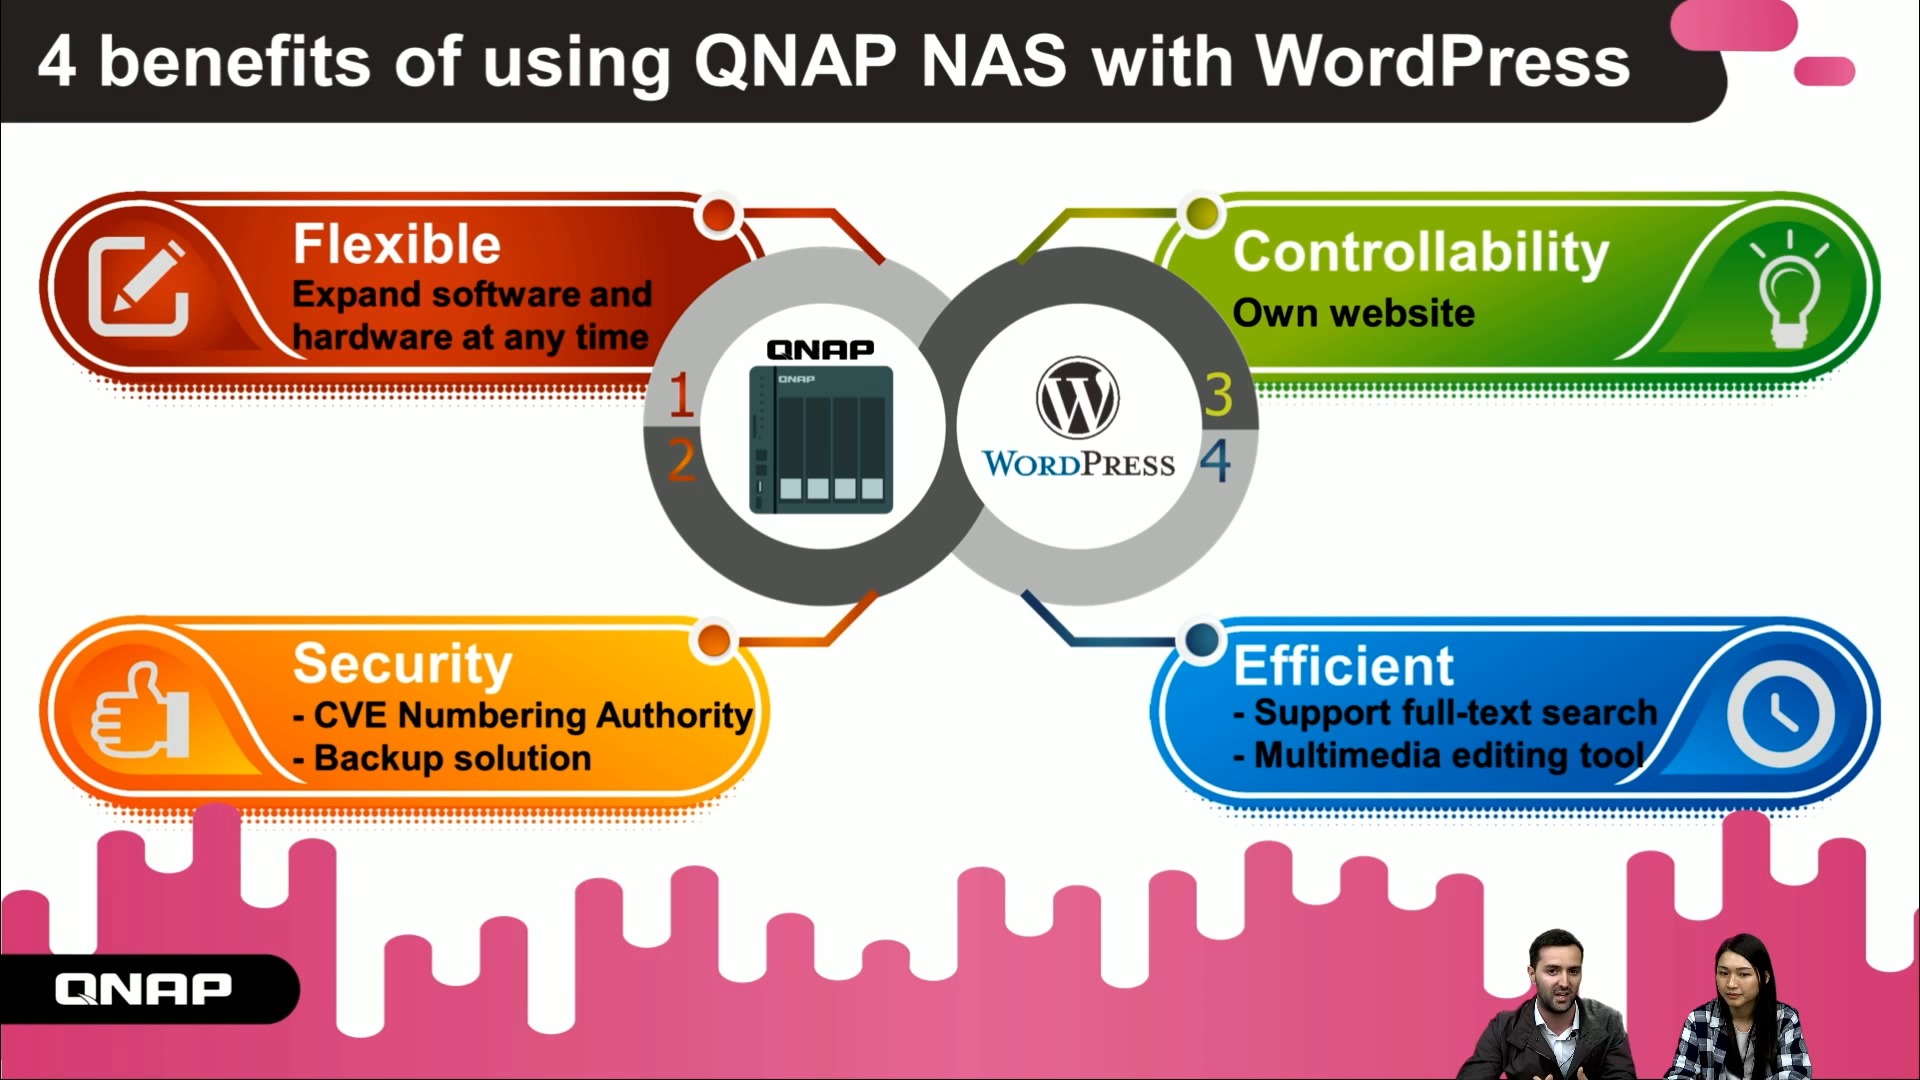 4 benefits of using QNAP NAS with WordPress
Flexible
Expand software and
hardware at any time
Controllability
Own website
QNAP
QNAP
1
2
WORDPRESS
3
4
Security
- CVE Numbering Authority
- Backup solution
Efficient
- Support full-text search
- Multimedia editing tool
QNAP